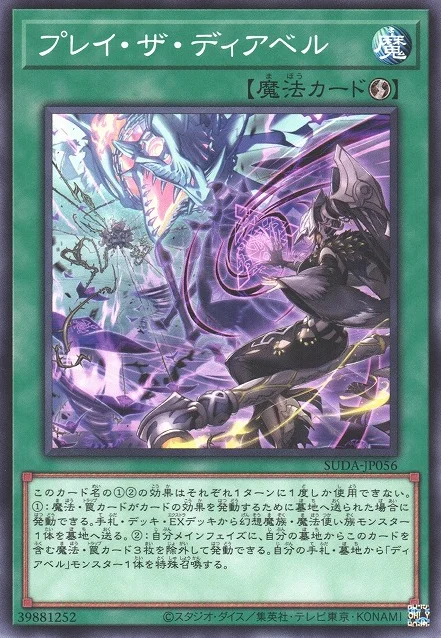 プレイ・ザ・ディアベル
魔
【魔法カード】
SUDA-JP056
このカード名の①②の効果はそれぞれ1ターンに1度しか使用できない。
①:魔法・罠カードがカードの効果を発動するために墓地へ送られた場合に
発動できる。手札・デッキ・EXデッキから幻想魔族・魔法使い族モンスター
1体を墓地へ送る。②:自分メインフェイズに、自分の墓地からこのカードを
含む魔法・罠カード3枚を除外して発動できる。自分の手札・墓地から「ディ
アベル」モンスター1体を特殊召喚する。
39881252
©スタジオ・ダイス/集英社・テレビ東京・KONAMI